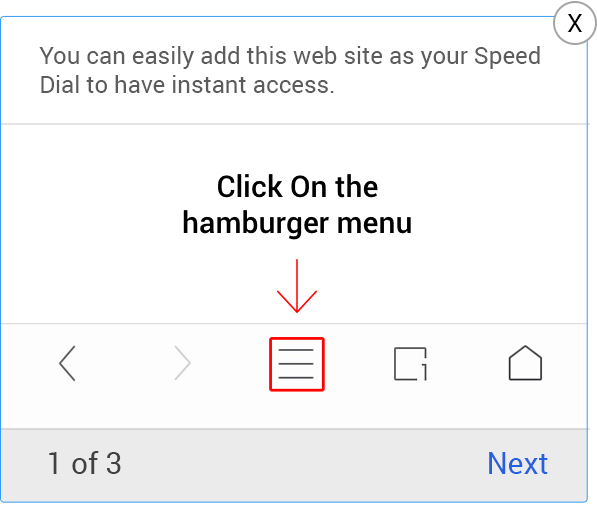 X
You can easily add this web site as your Speed
Dial to have instant access.
Click On the
hamburger menu
1
1 of 3
Next